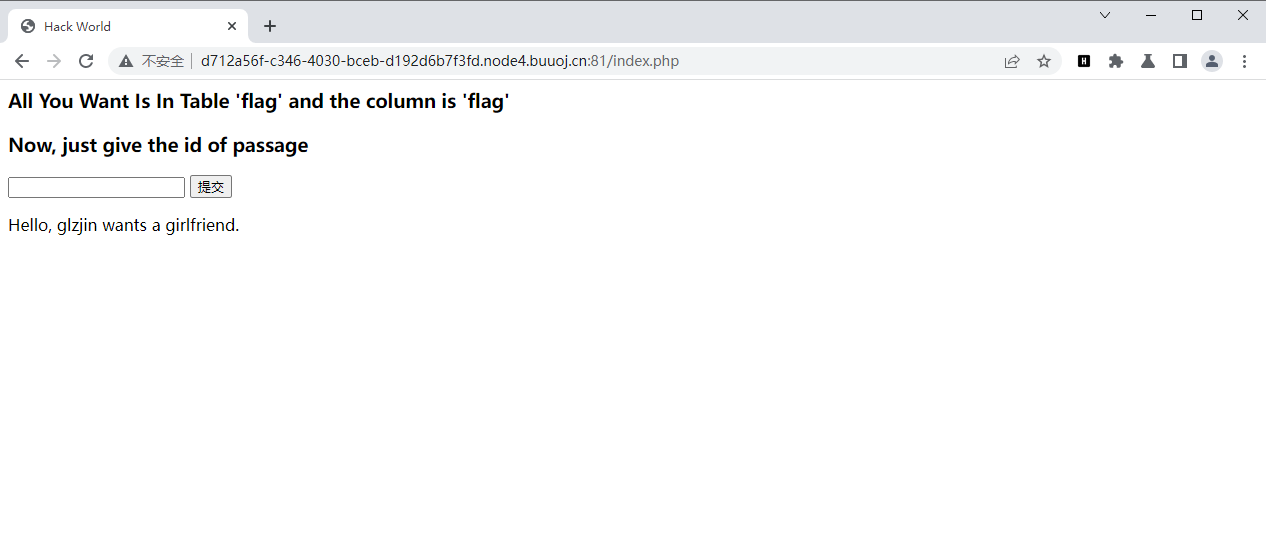 Hack World
不安全 d712a56f-c346-4030-bceb-d192d6b7f3fd.node4.buuoj.cn:81/index.php
All You Want Is In Table 'flag' and the column is 'flag'
Now, just give the id of passage
提交
Hello, glzjin wants a girlfriend.